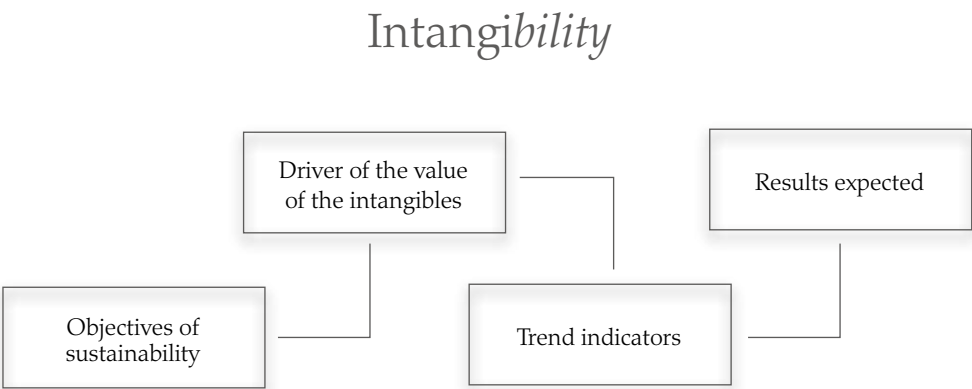 Intangibility
Objectives of
sustainability
Driver of the value
of the intangibles
Trend indicators
Results expected